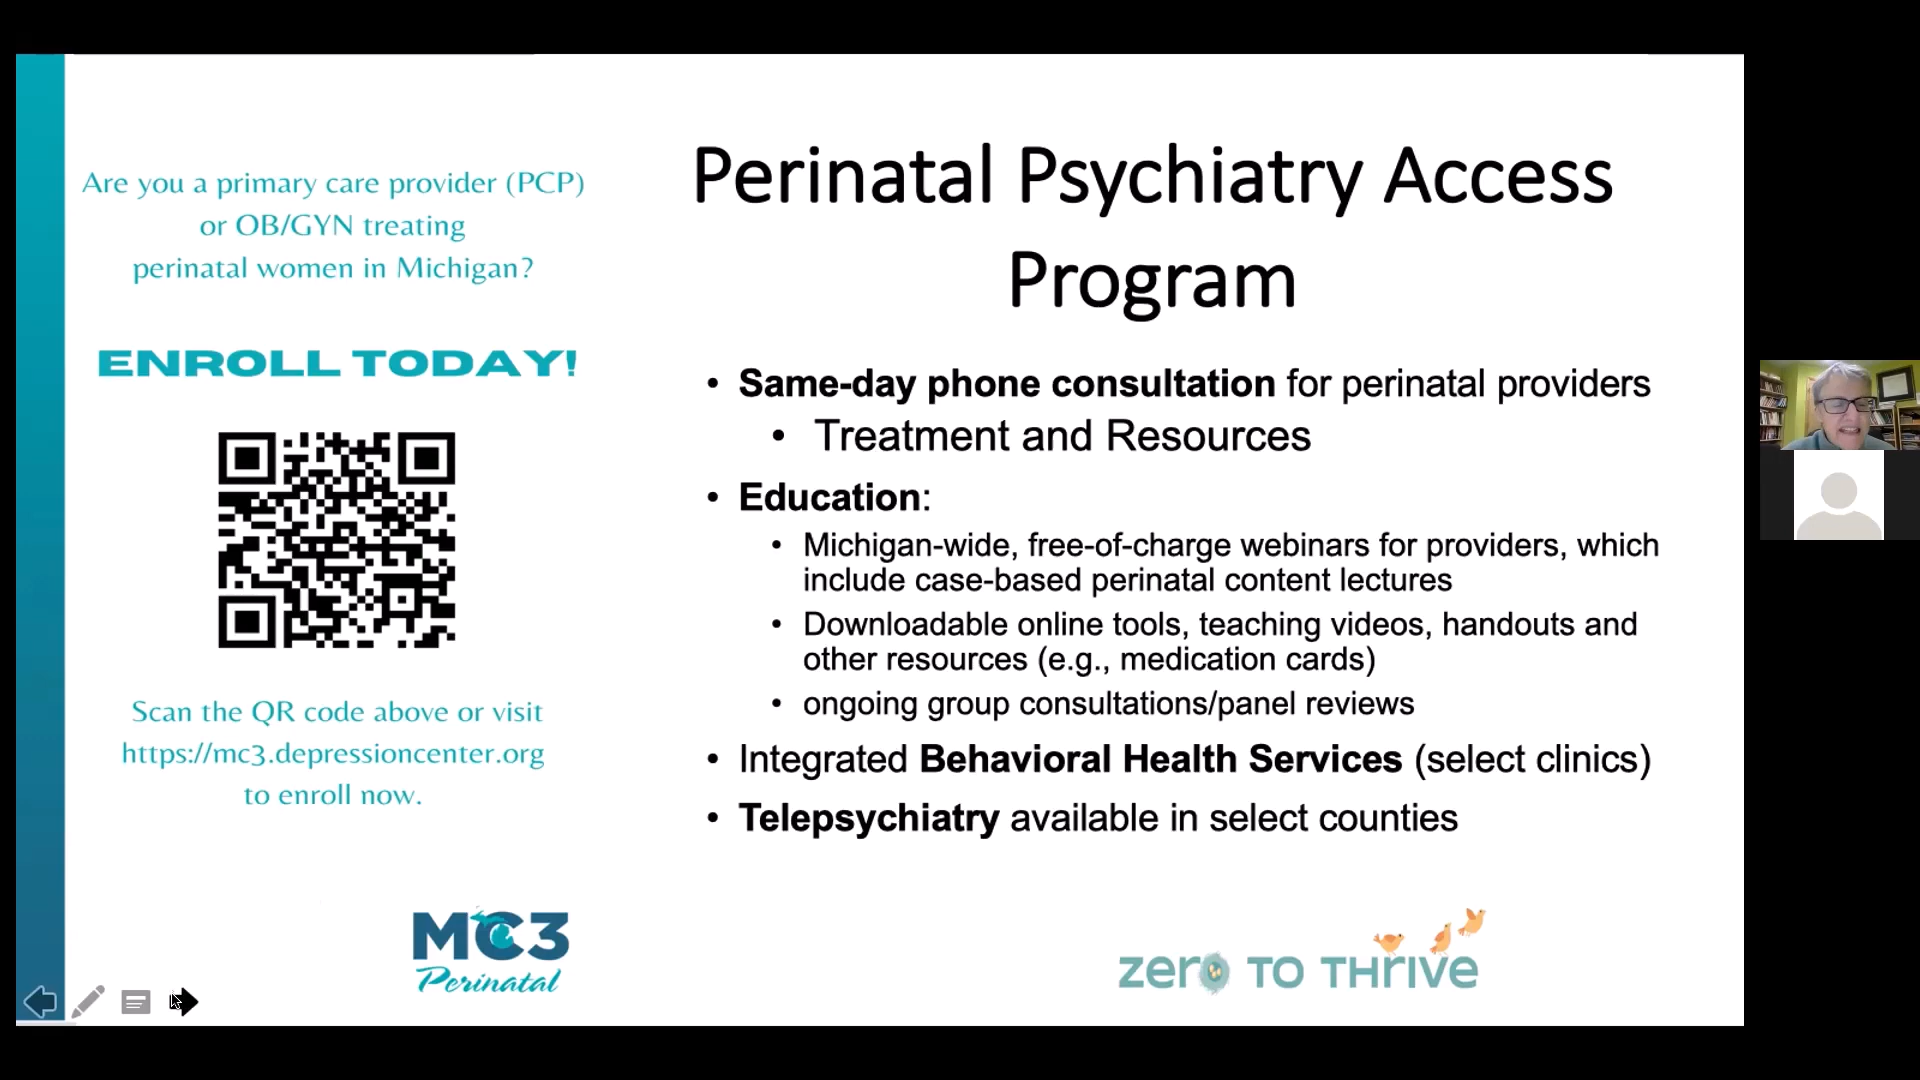 Are you a primary care provider (PCP)
or OB/GYN treating
perinatal women in Michigan?
ENROLL TODAY!
Scan the QR code above or visit
https://mc3.depressioncenter.org
to enroll now.
MC3
Perinatal
Perinatal Psychiatry Access
Program
• Same-day phone consultation for perinatal providers
• Treatment and Resources
• Education:
• Michigan-wide, free-of-charge webinars for providers, which
include case-based perinatal content lectures
• Downloadable online tools, teaching videos, handouts and
other resources (e.g., medication cards)
• ongoing group consultations/panel reviews
• Integrated Behavioral Health Services (select clinics)
• Telepsychiatry available in select counties
zero TO THrIVe